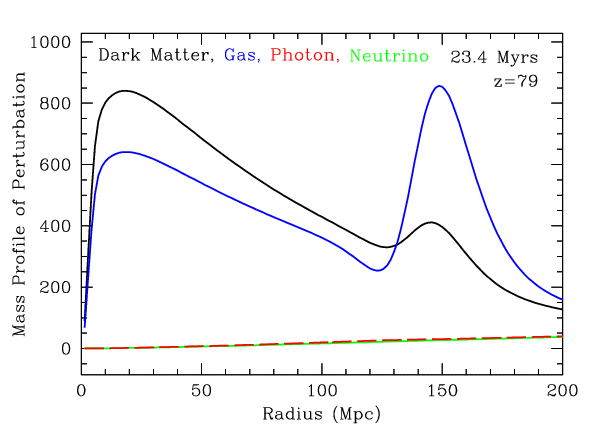 Dark Matter, Gas, Photon, Neutrino 23.4 Myrs
z=79
Mass Profile of Perturbation
1000
800
600
400
200
0
0 50 100 150 200
Radius (Mpc)